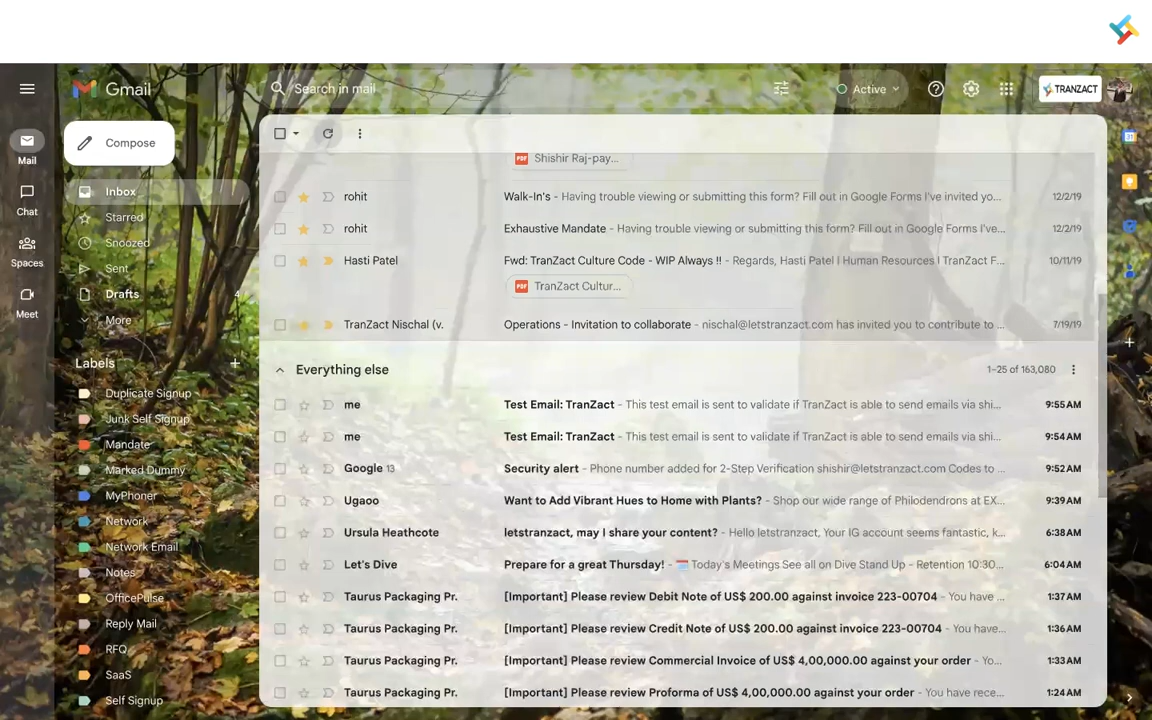 Gmail
Search in mail
Active
TRANZACT
Mail
Chat
Spaces
Meet
Compose
Inbox
Starred
Snoozed
Sent
Drafts 4
More
Labels
Duplicate Signup
Junk Self Signup
Mandate
Marked Dummy
MyPhoner
Network
Network Email
Notes
OfficePulse
Reply Mail
RFQ
SaaS
Self Signup
PDF Shishir Raj-pay...
rohit Walk-In's - Having trouble viewing or submitting this form? Fill out in Google Forms I've invited yo... 12/2/19
rohit Exhaustive Mandate - Having trouble viewing or submitting this form? Fill out in Google Forms I've... 12/2/19
Hasti Patel Fwd: TranZact Culture Code - WIP Always !! - Regards, Hasti Patel | Human Resources | TranZact F... 10/11/19
PDF TranZact Cultur...
TranZact Nischal (v. Operations - Invitation to collaborate - nischal@letstranzact.com has invited you to contribute to ... 7/19/19
Everything else 1–25 of 163,080
me Test Email: TranZact - This test email is sent to validate if TranZact is able to send emails via shi... 9:55 AM
me Test Email: TranZact - This test email is sent to validate if TranZact is able to send emails via shi... 9:54 AM
Google 13 Security alert - Phone number added for 2-Step Verification shishir@letstranzact.com Codes to ... 9:52 AM
Ugaoo Want to Add Vibrant Hues to Home with Plants? - Shop our wide range of Philodendrons at EX... 9:39 AM
Ursula Heathcote letstranzact, may I share your content? - Hello letstranzact, Your IG account seems fantastic, k... 6:38 AM
Let's Dive Prepare for a great Thursday! - 🗓️ Today's Meetings See all on Dive Stand Up - Retention 10:30... 6:04 AM
Taurus Packaging Pr. [Important] Please review Debit Note of US$ 200.00 against invoice 223-00704 - You have ... 1:37 AM
Taurus Packaging Pr. [Important] Please review Credit Note of US$ 200.00 against invoice 223-00704 - You have... 1:36 AM
Taurus Packaging Pr. [Important] Please review Commercial Invoice of US$ 4,00,000.00 against your order - Yo... 1:33 AM
Taurus Packaging Pr. [Important] Please review Proforma of US$ 4,00,000.00 against your order - You have rece... 1:24 AM